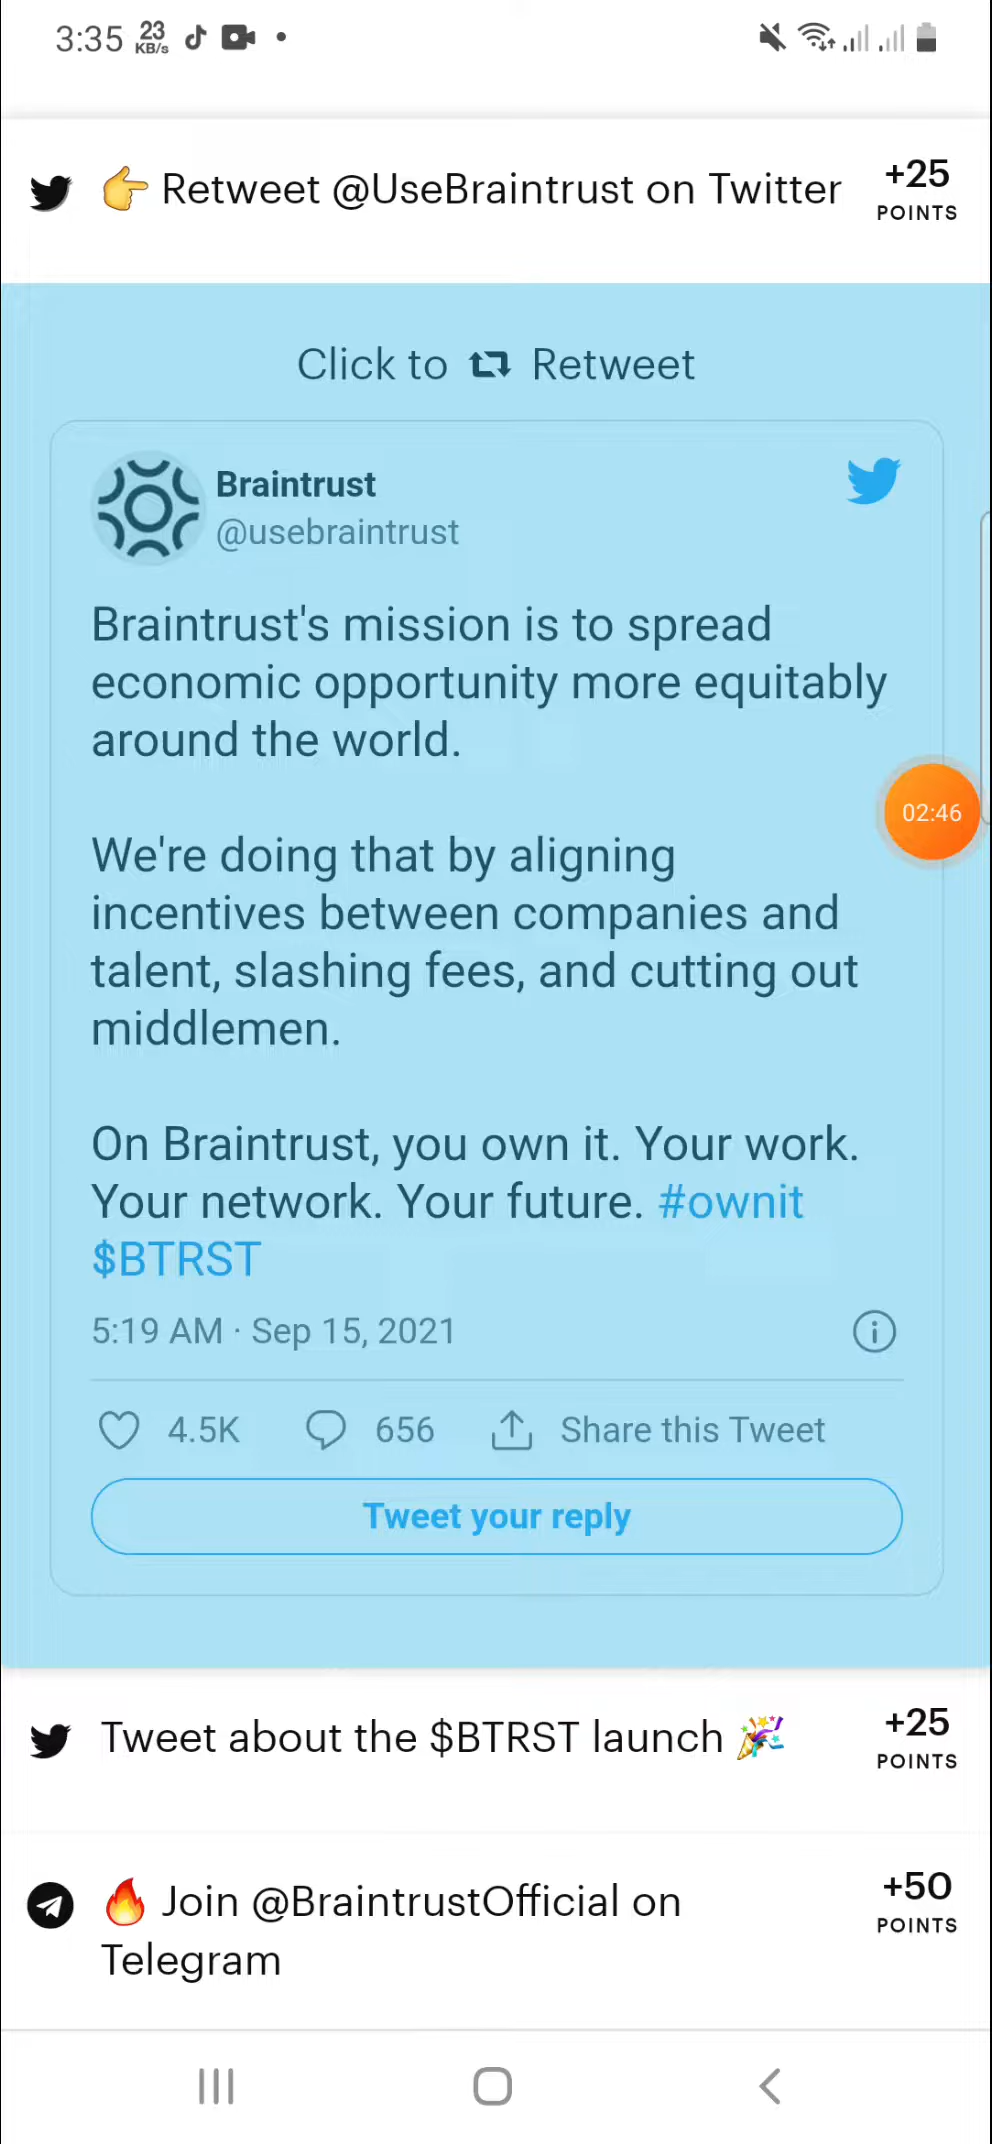 3:35 23 KB/s
👉 Retweet @UseBraintrust on Twitter
+25
POINTS
Click to Retweet
Braintrust
@usebraintrust
Braintrust's mission is to spread
economic opportunity more equitably
around the world.
02:46
We're doing that by aligning
incentives between companies and
talent, slashing fees, and cutting out
middlemen.
On Braintrust, you own it. Your work.
Your network. Your future. #ownit
$BTRST
5:19 AM · Sep 15, 2021
4.5K 656 Share this Tweet
Tweet your reply
Tweet about the $BTRST launch 🎉
+25
POINTS
🔥 Join @BraintrustOfficial on
Telegram
+50
POINTS